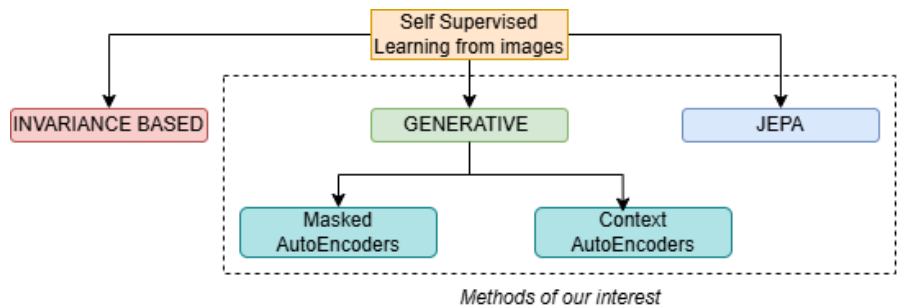 Self Supervised
Learning from images
INVARIANCE BASED
GENERATIVE
JEPA
Masked
AutoEncoders
Context
AutoEncoders
Methods of our interest